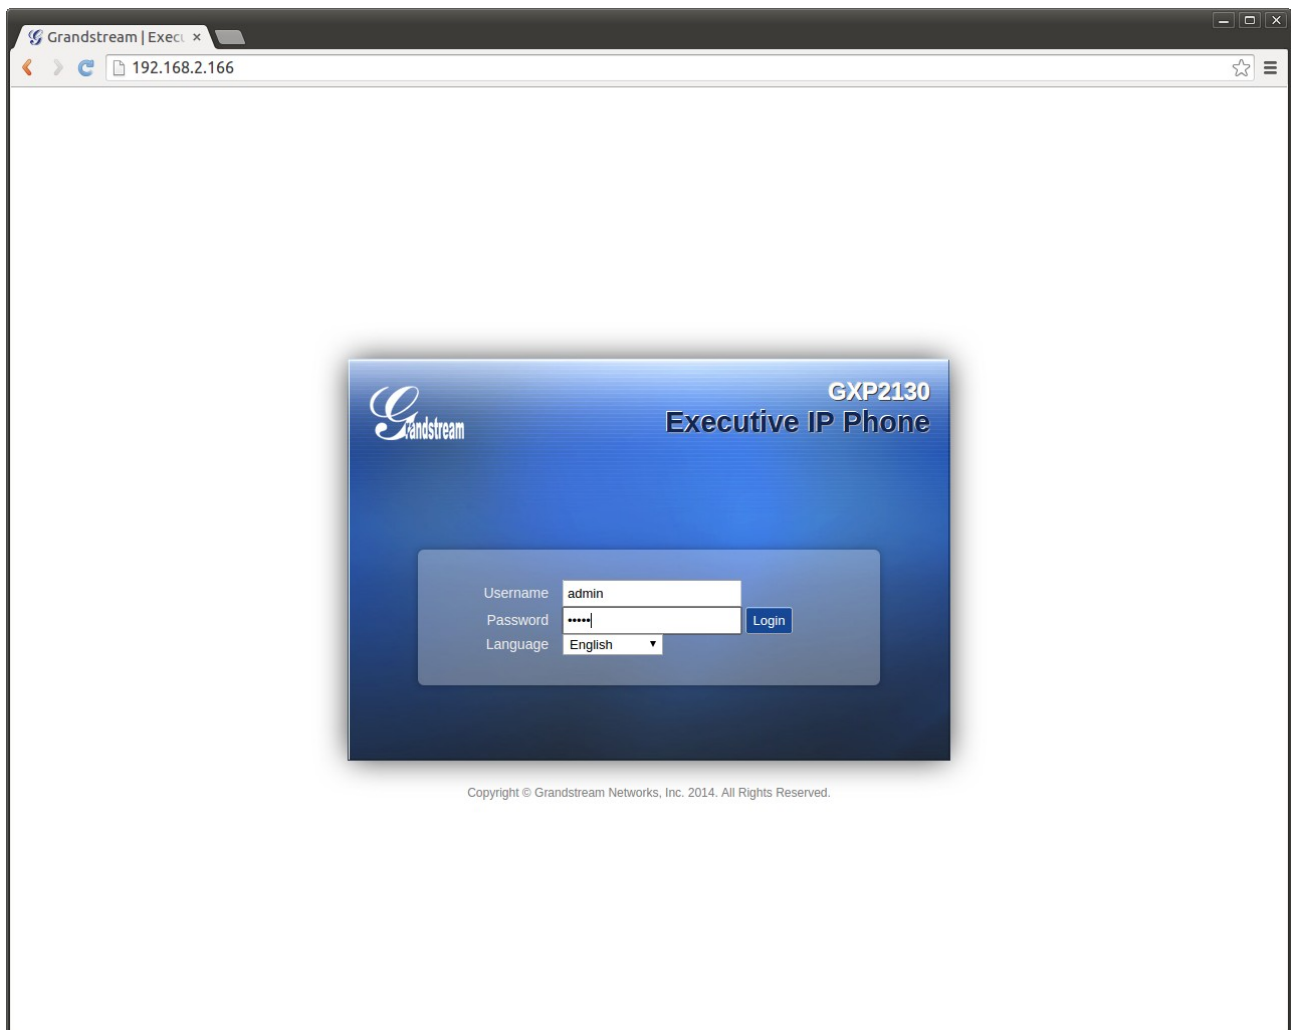 Grandstream | Execu
192.168.2.166
Grandstream
GXP2130
Executive IP Phone
Username admin
Password ••••• Login
Language English
Copyright © Grandstream Networks, Inc. 2014. All Rights Reserved.